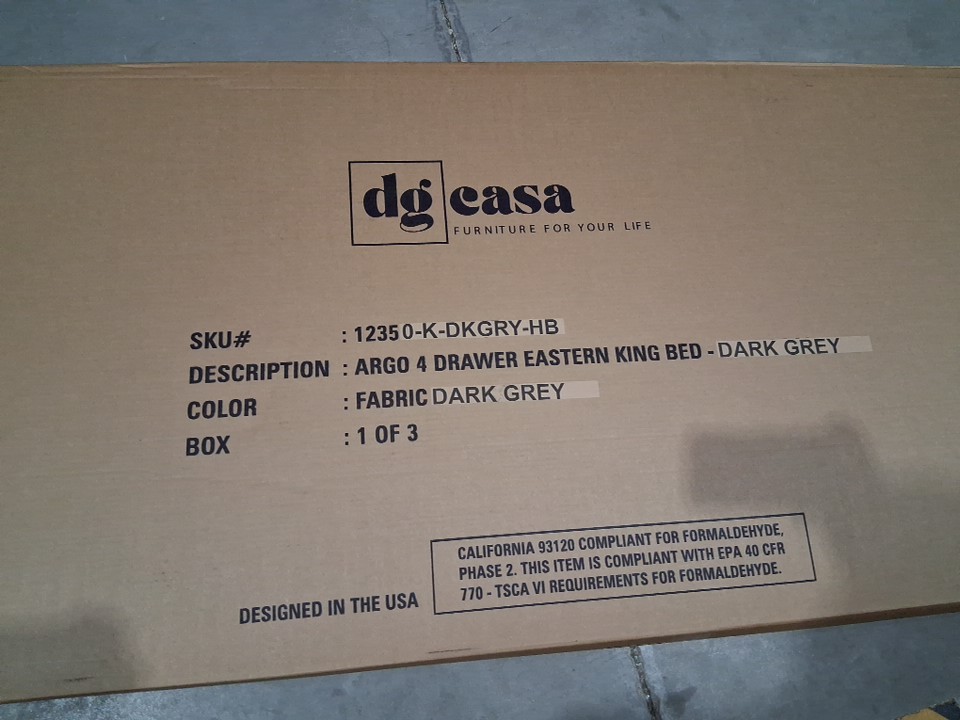 dg casa
FURNITURE FOR YOUR LIFE
SKU# : 12350-K-DKGRY-HB
DESCRIPTION : ARGO 4 DRAWER EASTERN KING BED - DARK GREY
COLOR : FABRIC DARK GREY
BOX : 1 OF 3
DESIGNED IN THE USA
CALIFORNIA 93120 COMPLIANT FOR FORMALDEHYDE,
PHASE 2. THIS ITEM IS COMPLIANT WITH EPA 40 CFR
770 - TSCA VI REQUIREMENTS FOR FORMALDEHYDE.